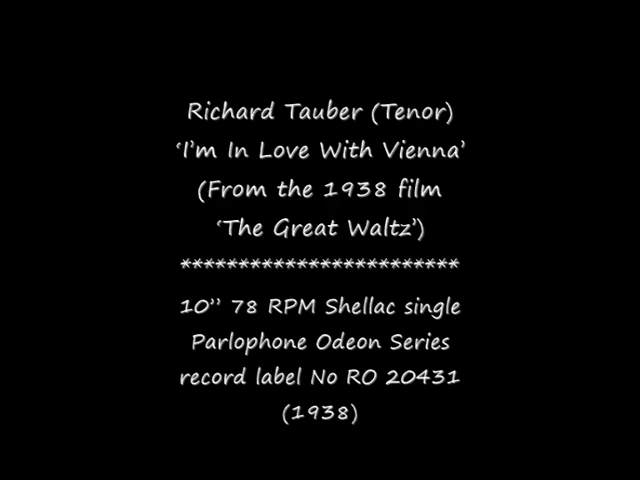 Richard Tauber (Tenor)
‘I’m In Love With Vienna’
(From the 1938 film
‘The Great Waltz’)
************************
10” 78 RPM Shellac single
Parlophone Odeon Series
record label No RO 20431
(1938)